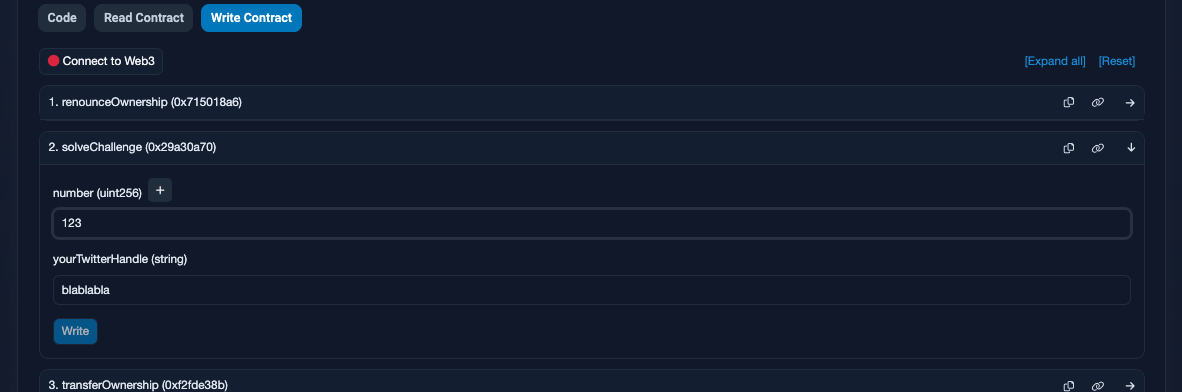 Code Read Contract Write Contract
Connect to Web3 [Expand all] [Reset]
1. renounceOwnership (0x715018a6)
2. solveChallenge (0x29a30a70)
number (uint256) +
123
yourTwitterHandle (string)
blablabla
Write
3. transferOwnership (0xf2fde38b)